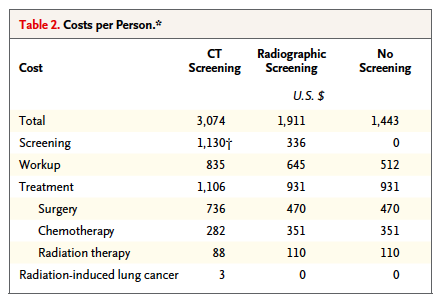 Table 2. Costs per Person.*
Cost CT Screening Radiographic Screening No Screening
U.S. $
Total 3,074 1,911 1,443
Screening 1,130† 336 0
Workup 835 645 512
Treatment 1,106 931 931
Surgery 736 470 470
Chemotherapy 282 351 351
Radiation therapy 88 110 110
Radiation-induced lung cancer 3 0 0